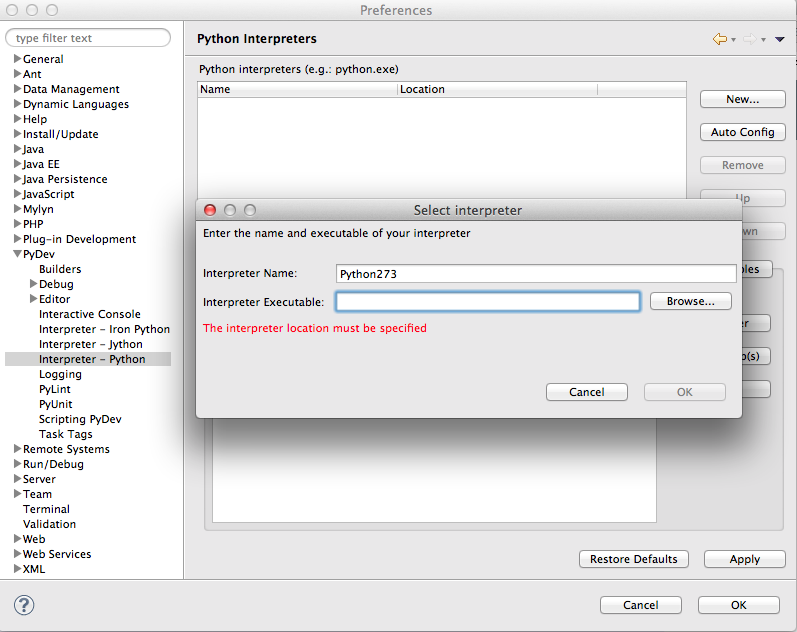 Preferences
type filter text
General
Ant
Data Management
Dynamic Languages
Help
Install/Update
Java
Java EE
Java Persistence
JavaScript
Mylyn
PHP
Plug-in Development
PyDev
Builders
Debug
Editor
Interactive Console
Interpreter - Iron Python
Interpreter - Jython
Interpreter - Python
Logging
PyLint
PyUnit
Scripting PyDev
Task Tags
Remote Systems
Run/Debug
Server
Team
Terminal
Validation
Web
Web Services
XML
Python Interpreters
Python interpreters (e.g.: python.exe)
Name Location
New...
Auto Config
Remove
Up
wn
bles
er
o(s)
Select interpreter
Enter the name and executable of your interpreter
Interpreter Name: Python273
Interpreter Executable: Browse...
The interpreter location must be specified
Cancel OK
Restore Defaults Apply
? Cancel OK